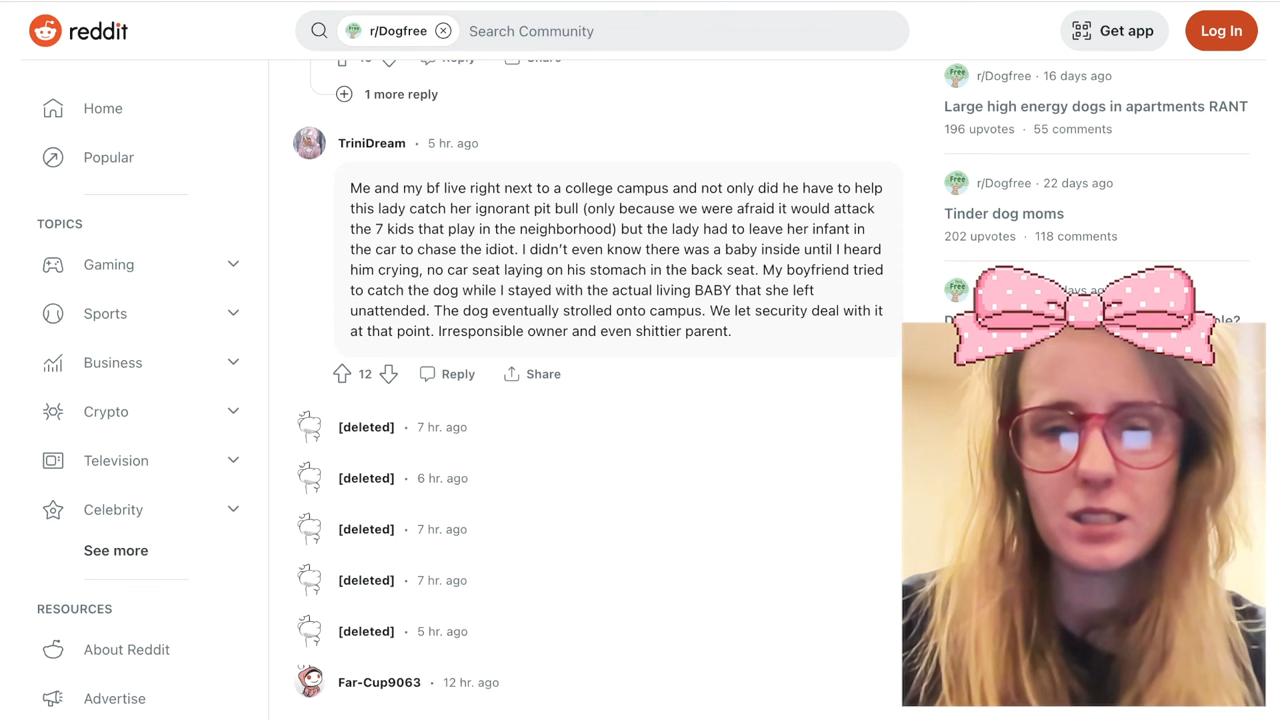 reddit
r/Dogfree
Search Community
Get app
Log In
Home
Popular
TOPICS
Gaming
Sports
Business
Crypto
Television
Celebrity
See more
RESOURCES
About Reddit
Advertise
Reply
Share
1 more reply
TriniDream • 5 hr. ago
Me and my bf live right next to a college campus and not only did he have to help
this lady catch her ignorant pit bull (only because we were afraid it would attack
the 7 kids that play in the neighborhood) but the lady had to leave her infant in
the car to chase the idiot. I didn't even know there was a baby inside until I heard
him crying, no car seat laying on his stomach in the back seat. My boyfriend tried
to catch the dog while I stayed with the actual living BABY that she left
unattended. The dog eventually strolled onto campus. We let security deal with it
at that point. Irresponsible owner and even shittier parent.
12
Reply
Share
[deleted] • 7 hr. ago
[deleted] • 6 hr. ago
[deleted] • 7 hr. ago
[deleted] • 7 hr. ago
[deleted] • 5 hr. ago
Far-Cup9063 • 12 hr. ago
Free
r/Dogfree · 16 days ago
Large high energy dogs in apartments RANT
196 upvotes · 55 comments
Free
r/Dogfree · 22 days ago
Tinder dog moms
202 upvotes · 118 comments
Free
ago